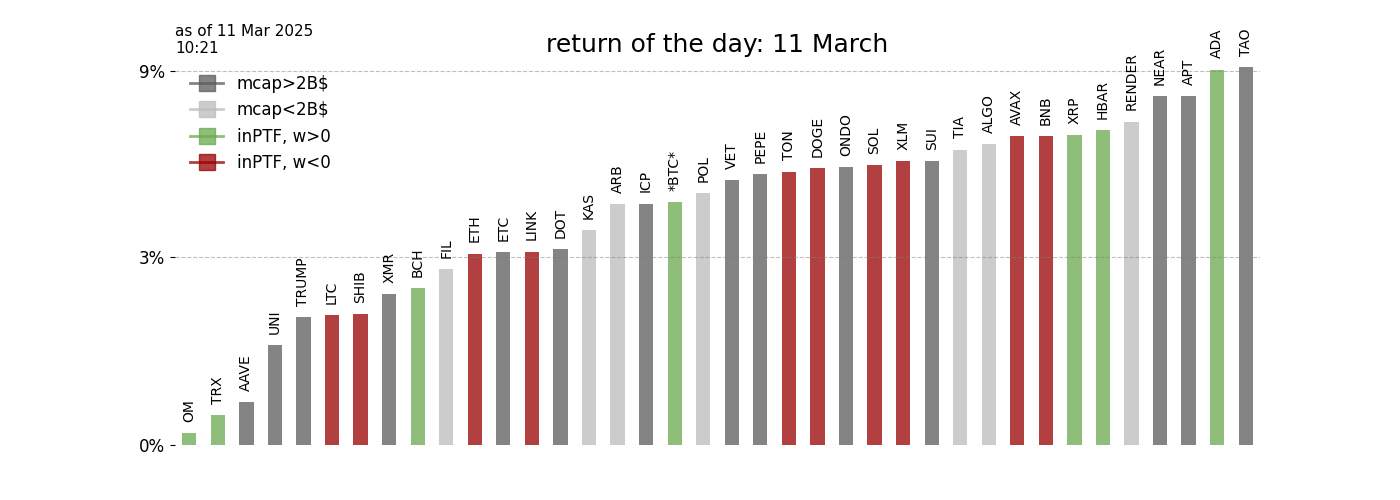 as of 11 Mar 2025
10:21
return of the day: 11 March
9%
3%
0%
mcap>2B$
mcap<2B$
inPTF, w>0
inPTF, w<0
OM
TRX
AAVE
UNI
TRUMP
LTC
SHIB
XMR
BCH
FIL
ETH
ETC
LINK
DOT
KAS
ARB
ICP
*BTC*
POL
VET
PEPE
TON
DOGE
ONDO
SOL
XLM
SUI
TIA
ALGO
AVAX
BNB
XRP
HBAR
RENDER
NEAR
APT
ADA
TAO